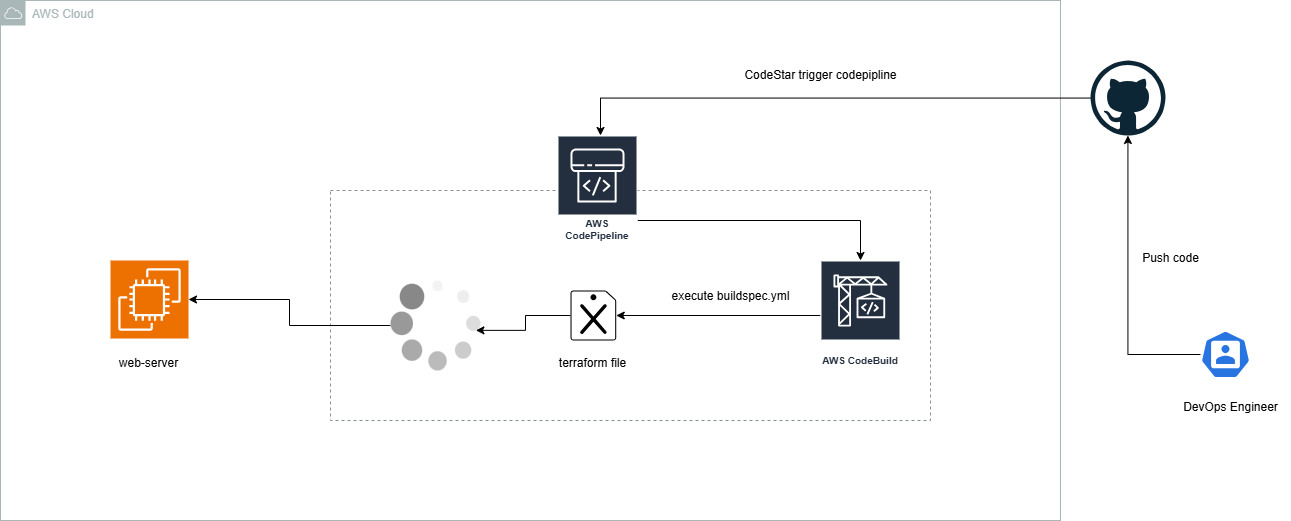 AWS Cloud
CodeStar trigger codepipline
AWS
CodePipeline
Push code
execute buildspec.yml
web-server
terraform file
AWS CodeBuild
DevOps Engineer